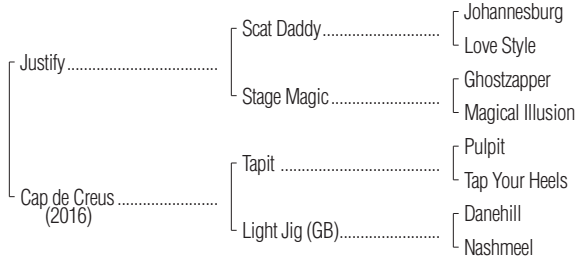 Johannesburg
Scat Daddy
Love Style
Justify
Ghostzapper
Stage Magic
Magical Illusion
Pulpit
Tapit
Tap Your Heels
Cap de Creus
(2016)
Danehill
Light Jig (GB)
Nashmeel